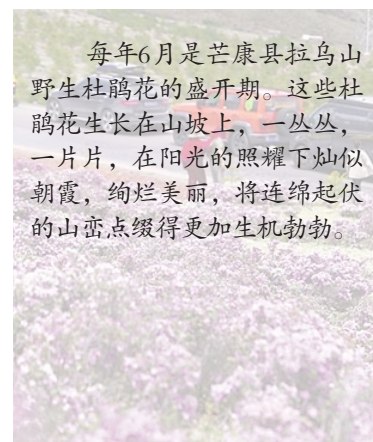 每年6月是芒康县拉乌山
野生杜鹃花的盛开期。这些杜
鹃花生长在山坡上，一丛丛，
一片片，在阳光的照耀下灿似
朝霞，绚烂美丽，将连绵起伏
的山峦点缀得更加生机勃勃。